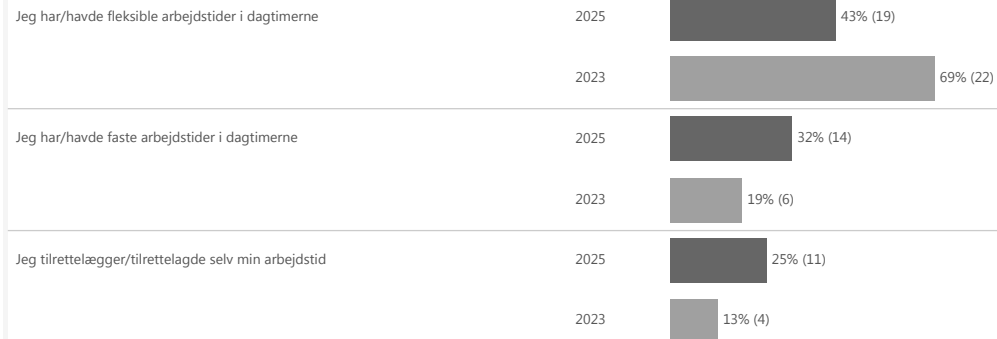 Jeg har/havde fleksible arbejdstider i dagtimerne 2025 43% (19)
2023 69% (22)
Jeg har/havde faste arbejdstider i dagtimerne 2025 32% (14)
2023 19% (6)
Jeg tilrettelægger/tilrettelagde selv min arbejdstid 2025 25% (11)
2023 13% (4)